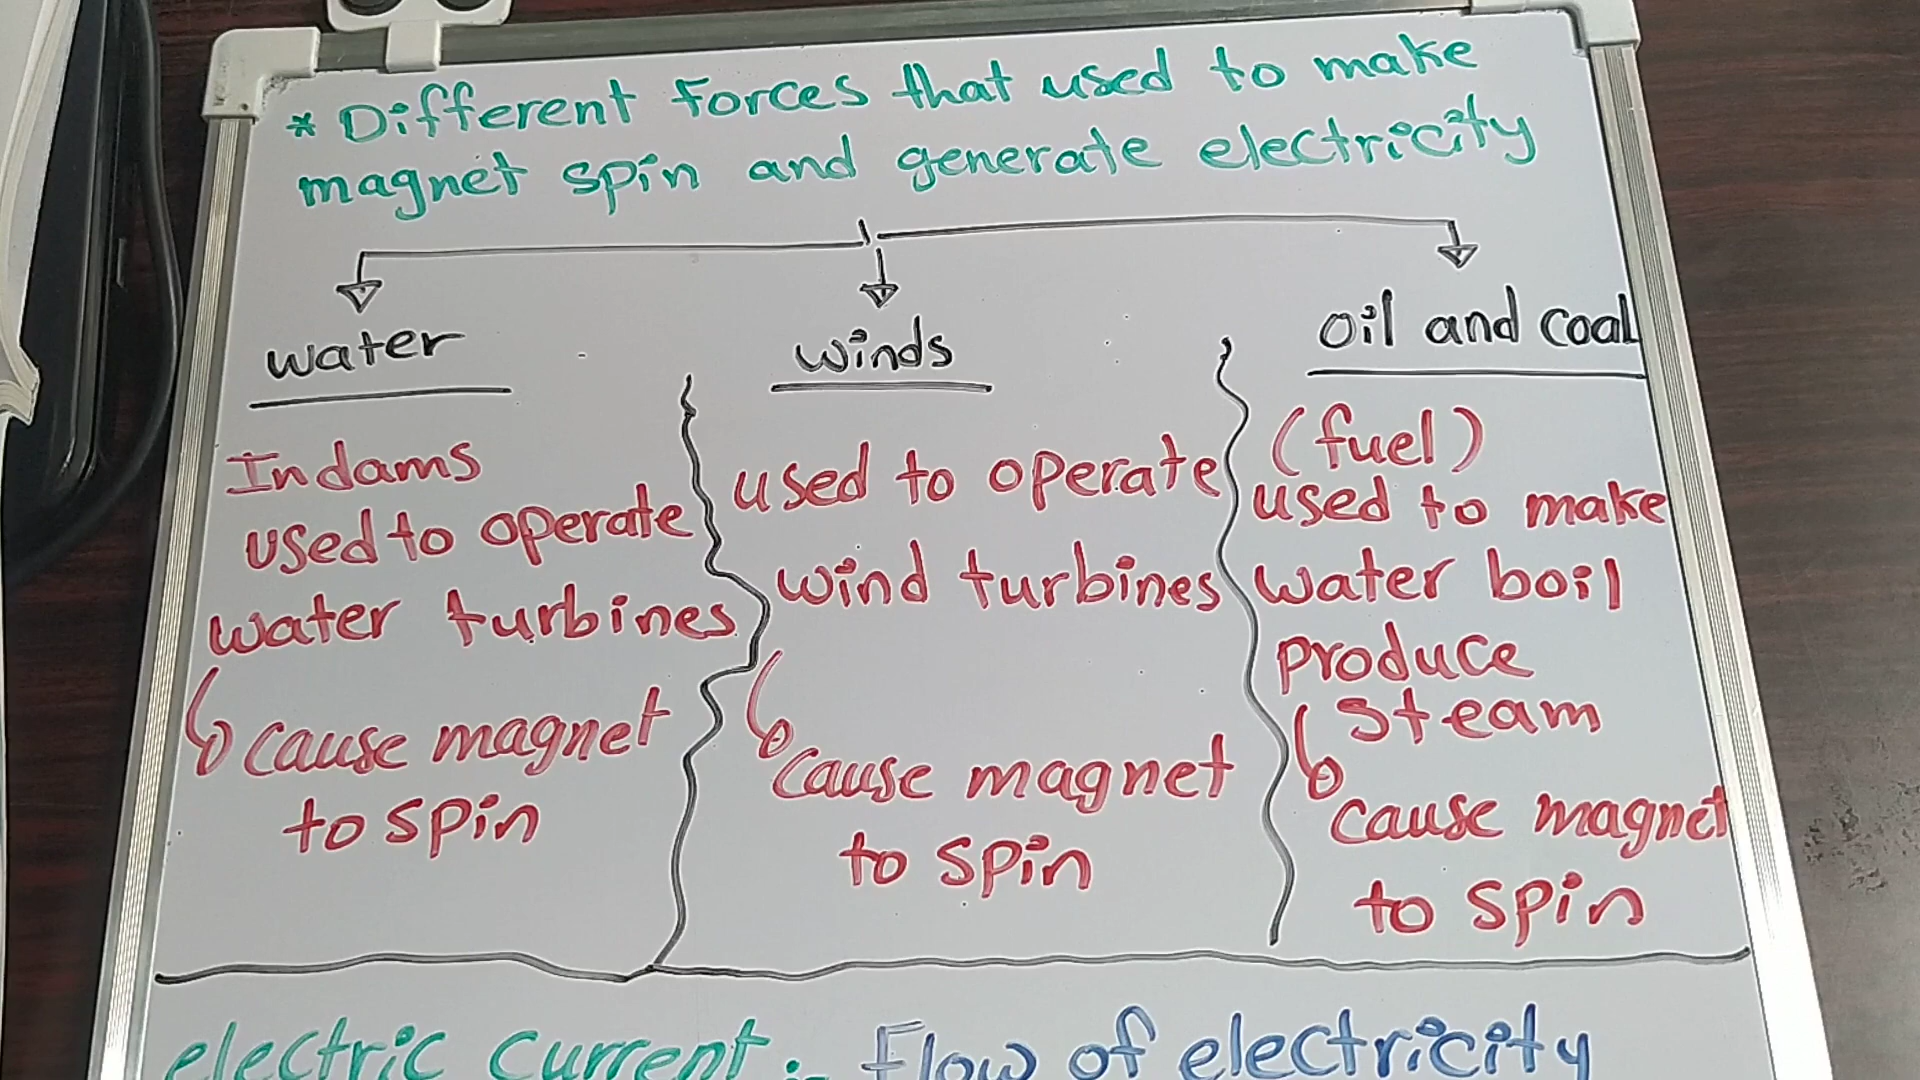 * Different forces that used to make
magnet spin and generate electricity
water
Indams
used to operate
water turbines
cause magnet
to spin
winds
used to operate
wind turbines
cause magnet
to spin
oil and coal
(fuel)
used to make
water boil
produce
steam
cause magnet
to spin
electric current :- Flow of electricity